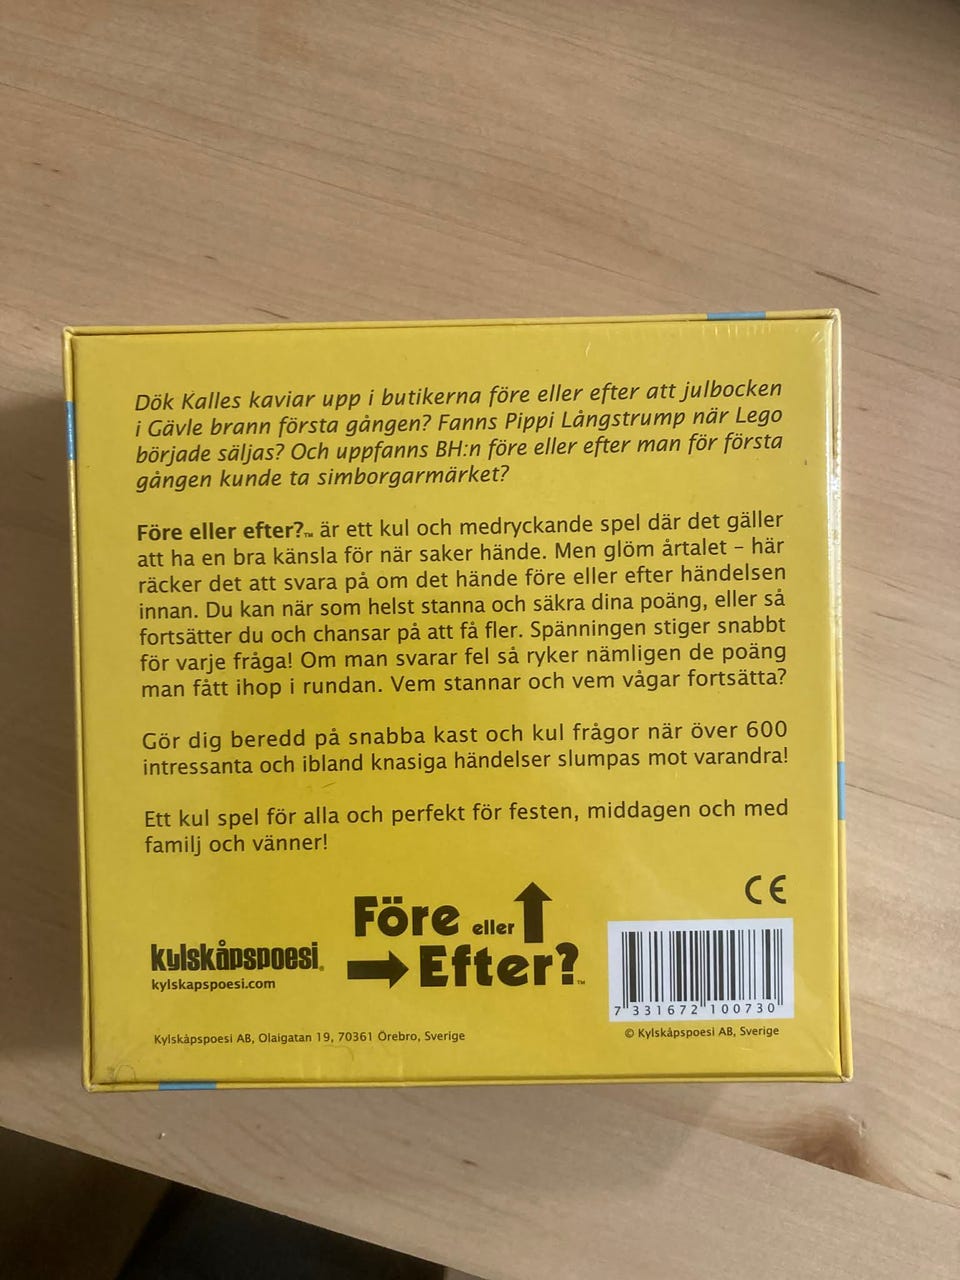 Dök Kalles kaviar upp i butikerna före eller efter att julbocken
i Gävle brann första gången? Fanns Pippi Långstrump när Lego
började säljas? Och uppfanns BH:n före eller efter man för första
gången kunde ta simborgarmärket?
Före eller efter?™ är ett kul och medryckande spel där det gäller
att ha en bra känsla för när saker hände. Men glöm årtalet – här
räcker det att svara på om det hände före eller efter händelsen
innan. Du kan när som helst stanna och säkra dina poäng, eller så
fortsätter du och chansar på att få fler. Spänningen stiger snabbt
för varje fråga! Om man svarar fel så ryker nämligen de poäng
man fått ihop i rundan. Vem stannar och vem vågar fortsätta?
Gör dig beredd på snabba kast och kul frågor när över 600
intressanta och ibland knasiga händelser slumpas mot varandra!
Ett kul spel för alla och perfekt för festen, middagen och med
familj och vänner!
CE
Före eller
Efter?™
kylskåpspoesi®
kylskapspoesi.com
7 331672 100730
Kylskåpspoesi AB, Olaigatan 19, 70361 Örebro, Sverige
© Kylskåpspoesi AB, Sverige